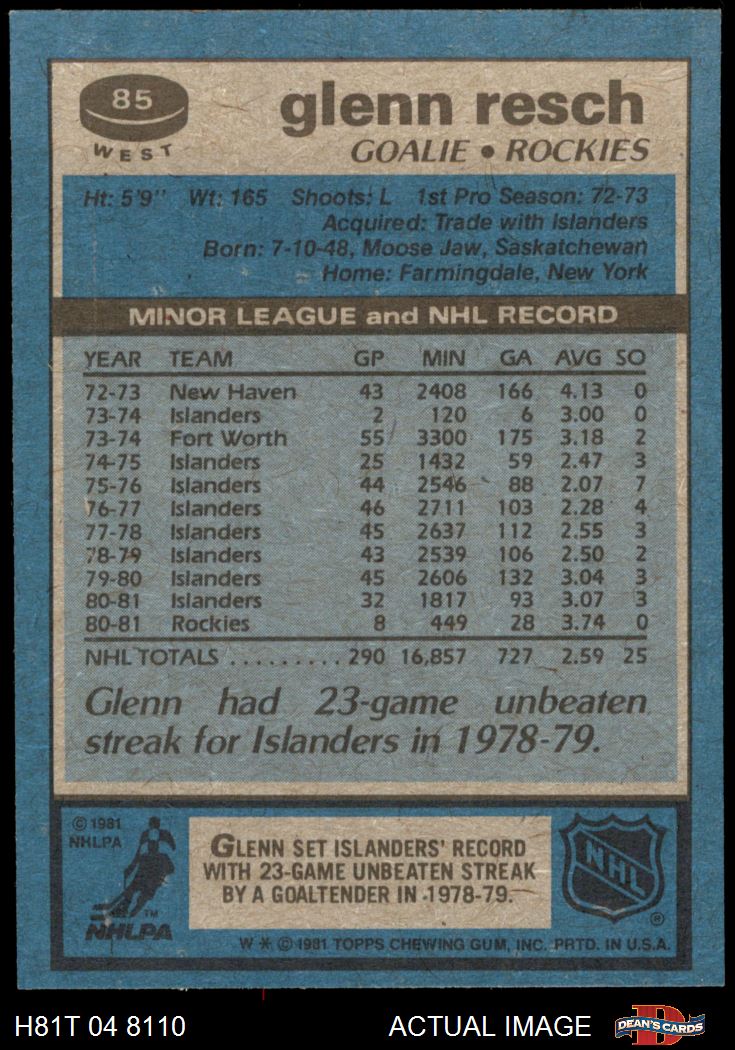 85
WEST
glenn resch
GOALIE • ROCKIES
Ht: 5'9" Wt: 165 Shoots: L 1st Pro Season: 72-73
Acquired: Trade with Islanders
Born: 7-10-48, Moose Jaw, Saskatchewan
Home: Farmingdale, New York
MINOR LEAGUE and NHL RECORD
YEAR TEAM GP MIN GA AVG SO
72-73 New Haven 43 2408 166 4.13 0
73-74 Islanders 2 120 6 3.00 0
73-74 Fort Worth 55 3300 175 3.18 2
74-75 Islanders 25 1432 59 2.47 3
75-76 Islanders 44 2546 88 2.07 7
76-77 Islanders 46 2711 103 2.28 4
77-78 Islanders 45 2637 112 2.55 3
78-79 Islanders 43 2539 106 2.50 2
79-80 Islanders 45 2606 132 3.04 3
80-81 Islanders 32 1817 93 3.07 3
80-81 Rockies 8 449 28 3.74 0
NHL TOTALS .......... 290 16,857 727 2.59 25
Glenn had 23-game unbeaten
streak for Islanders in 1978-79.
© 1981
NHLPA
GLENN SET ISLANDERS' RECORD
WITH 23-GAME UNBEATEN STREAK
BY A GOALTENDER IN 1978-79.
NHL
®
TM
NHLPA
W * © 1981 TOPPS CHEWING GUM, INC. PRTD. IN U.S.A.
H81T 04 8110 ACTUAL IMAGE
D
DEAN'S CARDS